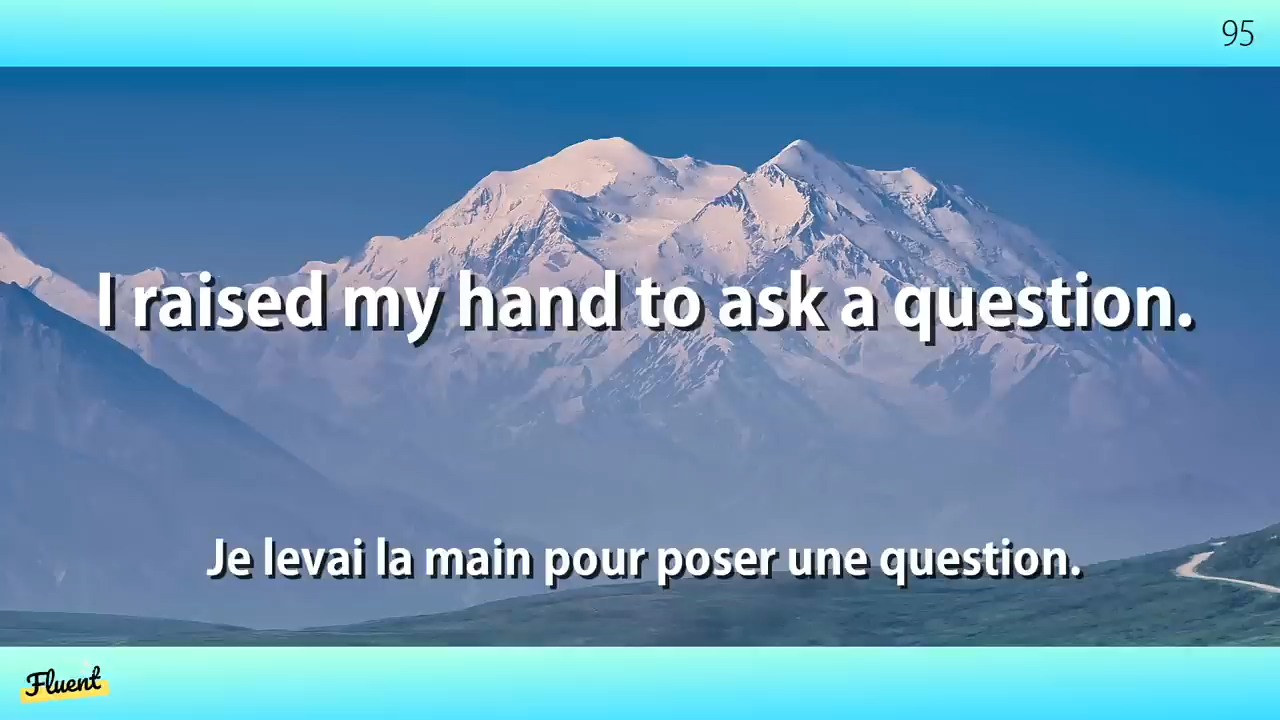 95
I raised my hand to ask a question.
Je levai la main pour poser une question.
Fluent